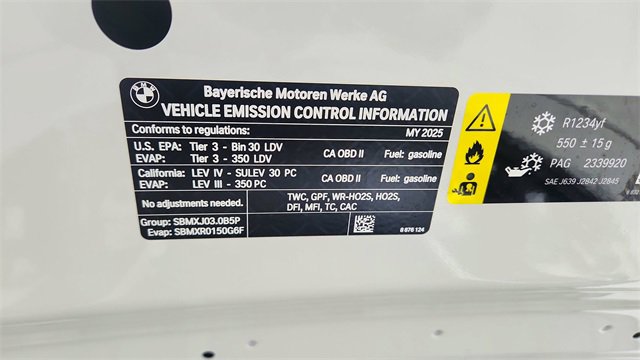 BMW
Bayerische Motoren Werke AG
VEHICLE EMISSION CONTROL INFORMATION
Conforms to regulations: MY 2025
U.S. EPA: Tier 3 - Bin 30 LDV CA OBD II Fuel: gasoline
EVAP: Tier 3 - 350 LDV
California: LEV IV - SULEV 30 PC CA OBD II Fuel: gasoline
EVAP: LEV III - 350 PC
No adjustments needed. TWC, GPF, WR-HO2S, HO2S,
DFI, MFI, TC, CAC
Group: SBMXJ03.0B5P
Evap: SBMXR0150G6F
8 876 124
R1234yf
550 ± 15 g
PAG 2339920
SAE J639 J2842 J2845